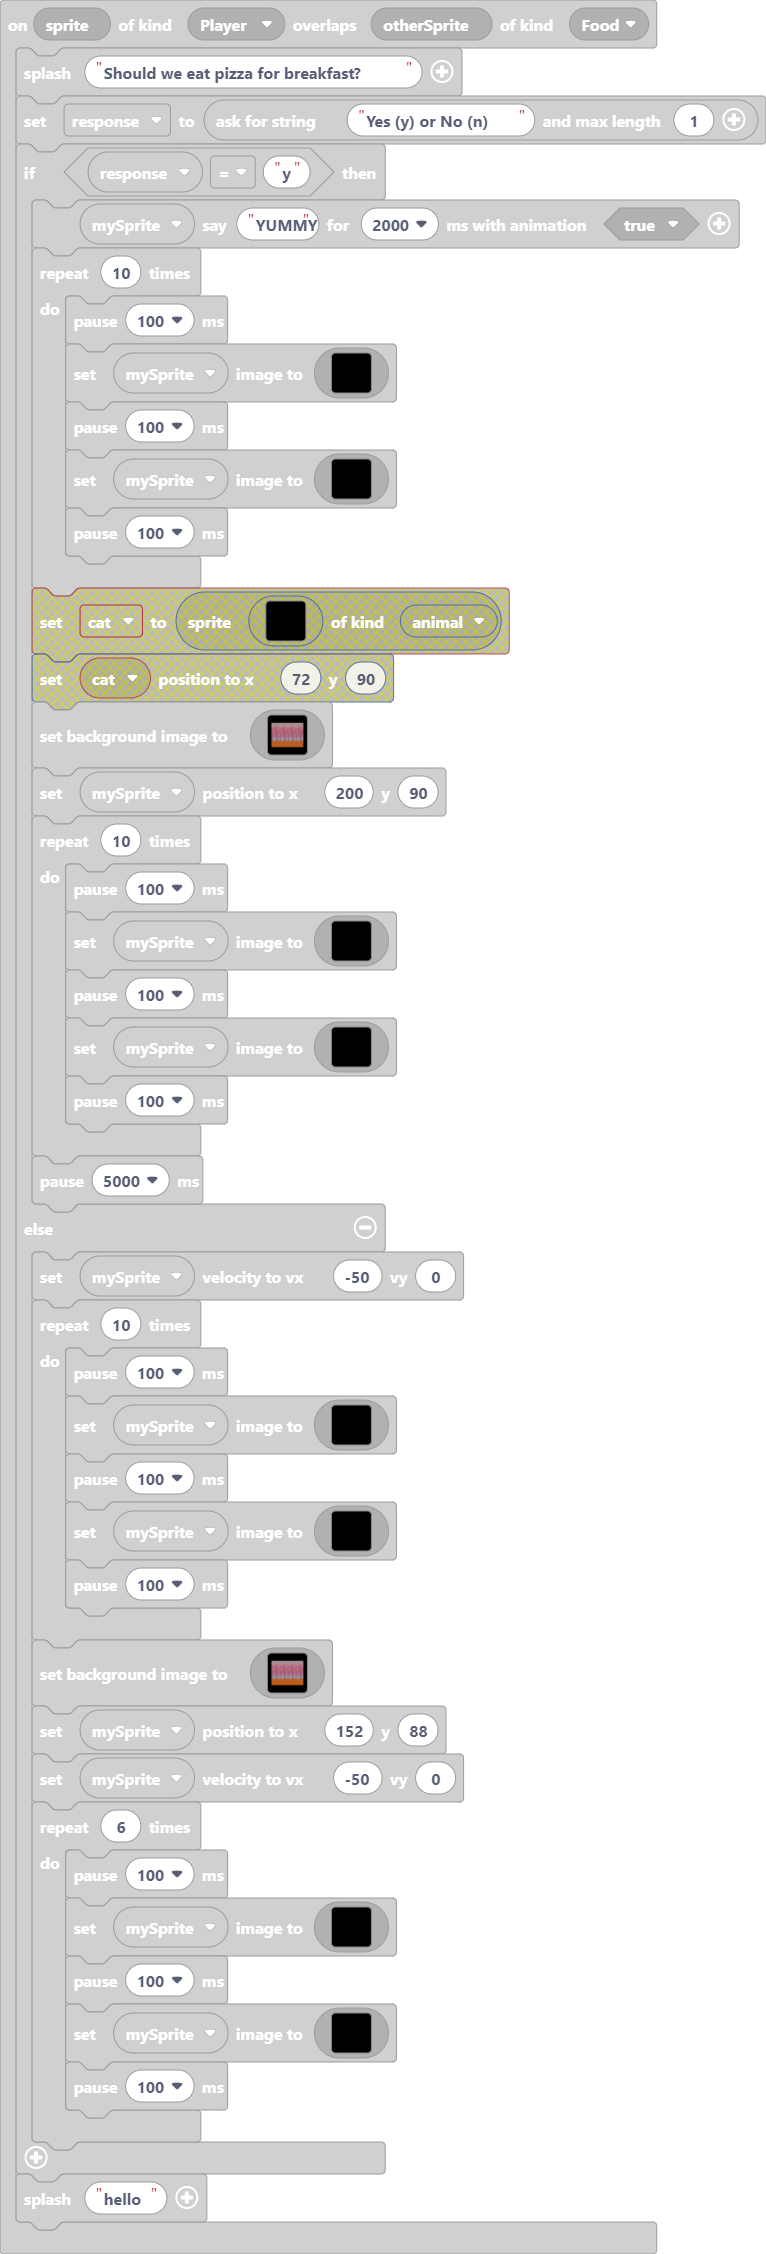 on sprite of kind Player overlaps otherSprite of kind Food
splash "Should we eat pizza for breakfast?"
set response to ask for string "Yes (y) or No (n)" and max length 1
if response = "y" then
mySprite say "YUMMY" for 2000 ms with animation true
repeat 10 times
do
pause 100 ms
set mySprite image to
pause 100 ms
set mySprite image to
pause 100 ms
set cat to sprite of kind animal
set cat position to x 72 y 90
set background image to
set mySprite position to x 200 y 90
repeat 10 times
do
pause 100 ms
set mySprite image to
pause 100 ms
set mySprite image to
pause 100 ms
pause 5000 ms
else
set mySprite velocity to vx -50 vy 0
repeat 10 times
do
pause 100 ms
set mySprite image to
pause 100 ms
set mySprite image to
pause 100 ms
set background image to
set mySprite position to x 152 y 88
set mySprite velocity to vx -50 vy 0
repeat 6 times
do
pause 100 ms
set mySprite image to
pause 100 ms
set mySprite image to
pause 100 ms
splash "hello"